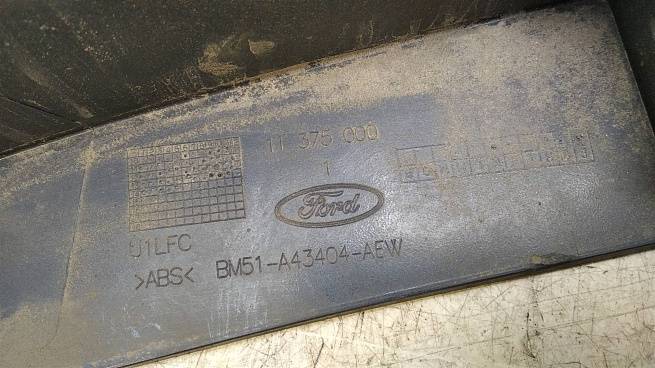 11 375 000
1
Ford
U1LFC
>ABS< BM51-A43404-AEW